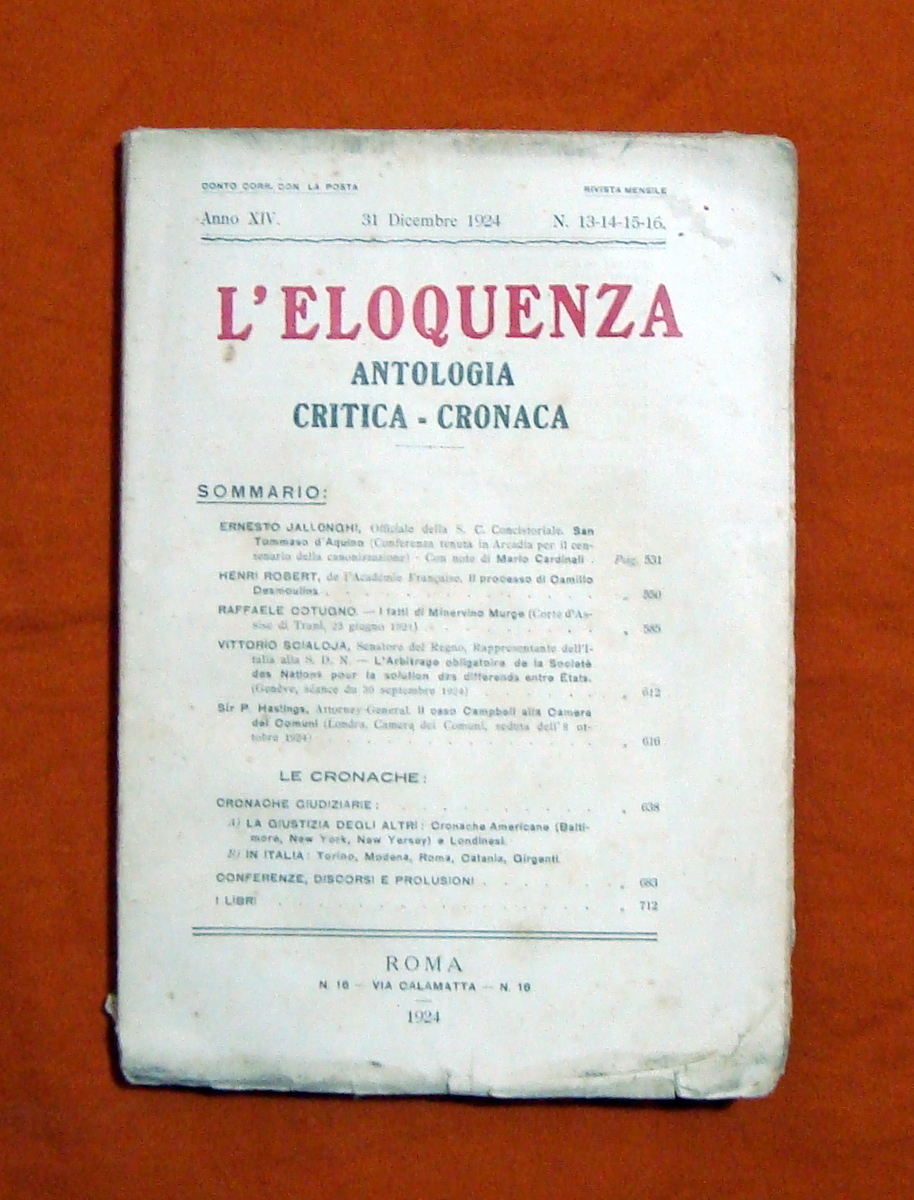 CONTO CORR. CON LA POSTA RIVISTA MENSILE
Anno XIV. 31 Dicembre 1924 N. 13-14-15-16.
L'ELOQUENZA
ANTOLOGIA
CRITICA - CRONACA
SOMMARIO:
ERNESTO JALLONGHI, Officiale della S. C. Concistoriale. San
Tommaso d'Aquino (Conferenza tenuta in Arcadia per il cen-
tenario della canonizzazione) - Con note di Mario Cardinali . Pag. 531
HENRI ROBERT, de l'Académie Française. Il processo di Camillo
Desmoulins . . . . . . . . . . „ 550
RAFFAELE COTUGNO. — I fatti di Minervino Murge (Corte d'As-
sise di Trani, 23 giugno 1924) . . . . . . . „ 585
VITTORIO SCIALOJA, Senatore del Regno, Rappresentante dell'I-
talia alla S. D. N. — L'Arbitrage obligatoire de la Societé
des Nations pour la solution des differends entre Etats.
(Genève, séance du 30 septembre 1924) . . . . . „ 612
Sir P. Hastings, Attorney-General. Il caso Campbell alla Camera
dei Comuni (Londra, Camera dei Comuni, seduta dell'8 ot-
tobre 1924) . . . . . . . . . . „ 616
LE CRONACHE:
CRONACHE GIUDIZIARIE: . . . . . . . . „ 638
A) LA GIUSTIZIA DEGLI ALTRI: Cronache Americane (Balti-
more, New York, New Yersey) e Londinesi.
B) IN ITALIA: Torino, Modena, Roma, Catania, Girgenti.
CONFERENZE, DISCORSI E PROLUSIONI . . . . . „ 683
I LIBRI . . . . . . . . . . . „ 712
ROMA
N. 16 — VIA CALAMATTA — N. 16
1924